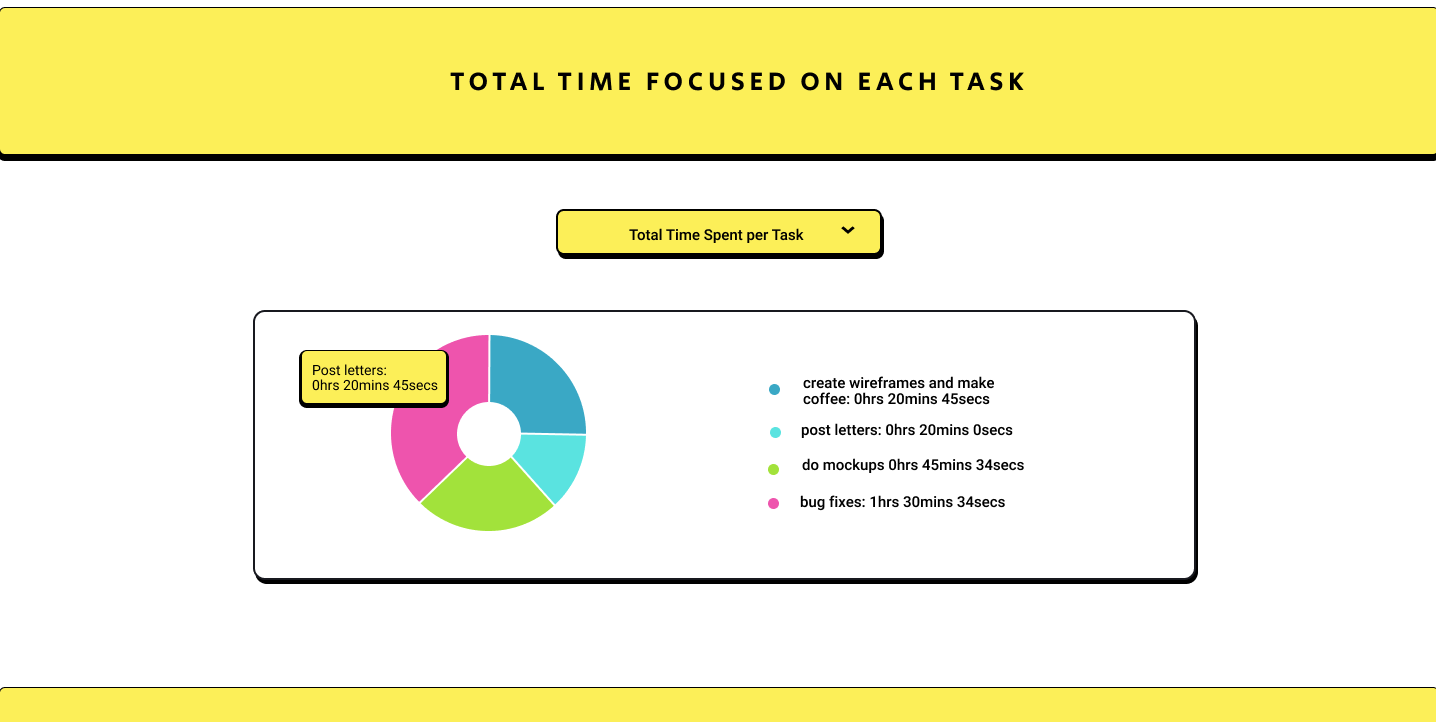 TOTAL TIME FOCUSED ON EACH TASK
Total Time Spent per Task
Post letters:
0hrs 20mins 45secs
create wireframes and make
coffee: 0hrs 20mins 45secs
post letters: 0hrs 20mins 0secs
do mockups 0hrs 45mins 34secs
bug fixes: 1hrs 30mins 34secs